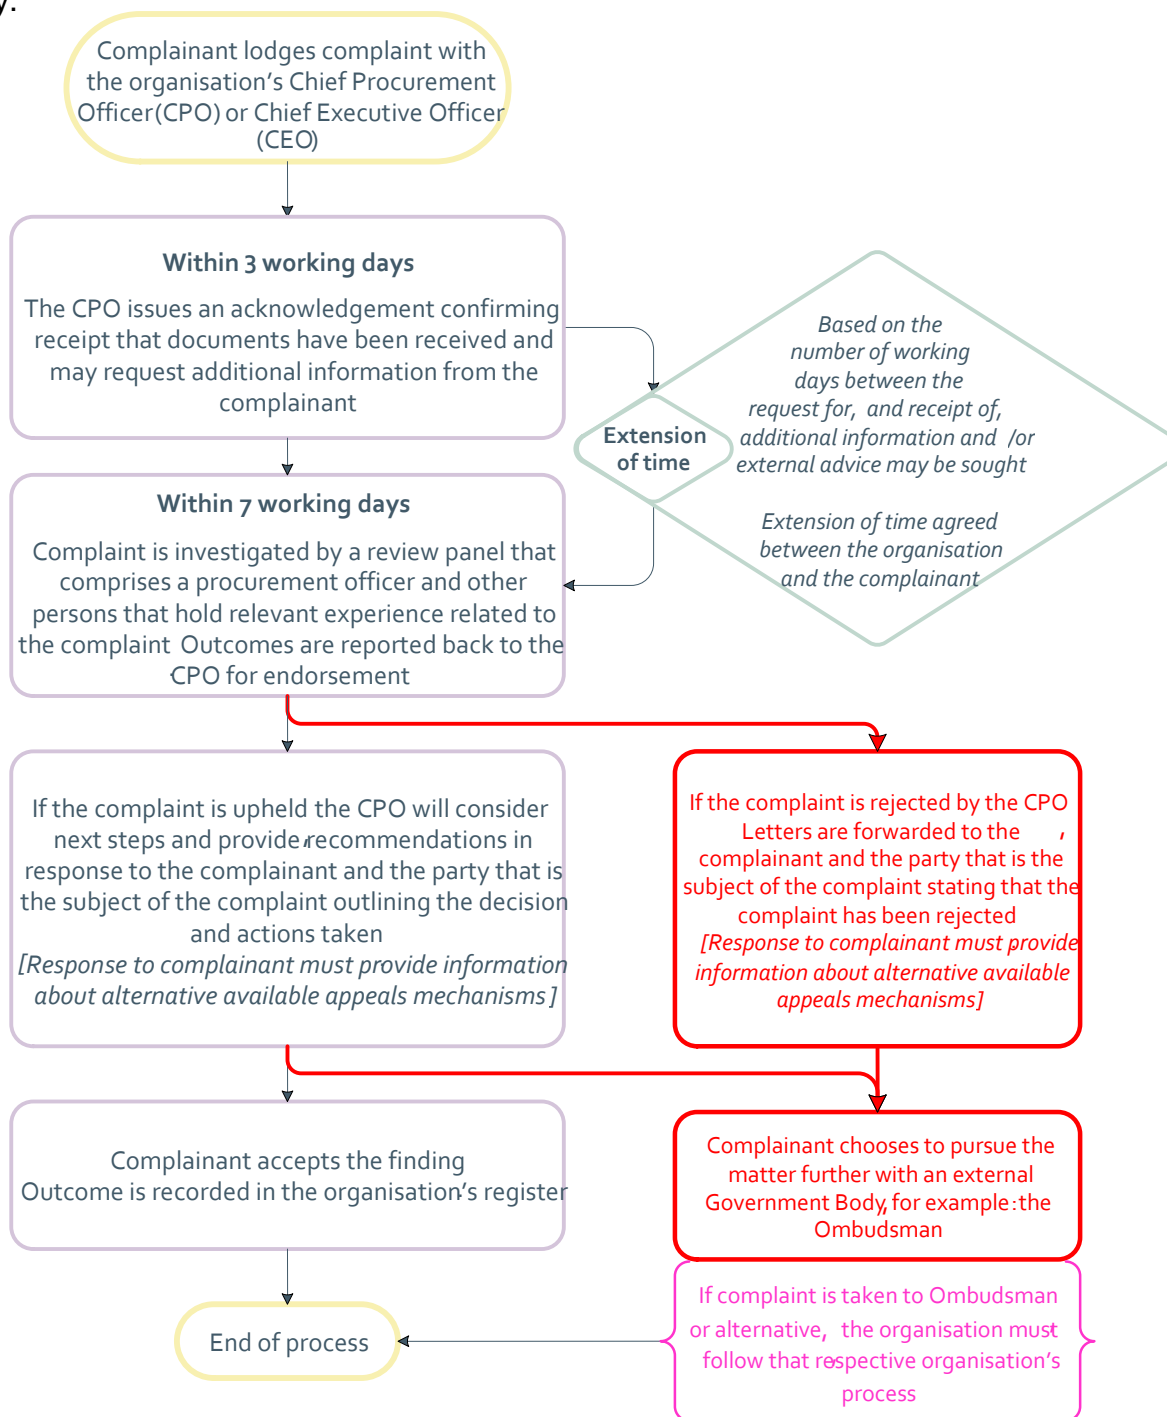 y.
Complainant lodges complaint with
the organisation's Chief Procurement
Officer(CPO) or Chief Executive Officer
(CEO)
Within 3 working days
The CPO issues an acknowledgement confirming
receipt that documents have been received and
may request additional information from the
complainant
Extension
of time
Based on the
number of working
days between the
request for, and receipt of,
additional information and /or
external advice may be sought
Extension of time agreed
between the organisation
and the complainant
Within 7 working days
Complaint is investigated by a review panel that
comprises a procurement officer and other
persons that hold relevant experience related to
the complaint Outcomes are reported back to the
CPO for endorsement
If the complaint is upheld the CPO will consider
next steps and provide, recommendations in
response to the complainant and the party that is
the subject of the complaint outlining the decision
and actions taken
[Response to complainant must provide information
about alternative available appeals mechanisms ]
If the complaint is rejected by the CPO
Letters are forwarded to the ,
complainant and the party that is the
subject of the complaint stating that the
complaint has been rejected
[Response to complainant must provide
information about alternative available
appeals mechanisms]
Complainant accepts the finding
Outcome is recorded in the organisation's register
Complainant chooses to pursue the
matter further with an external
Government Body, for example:the
Ombudsman
If complaint is taken to Ombudsman
or alternative, the organisation must
follow that respective organisation's
process
End of process